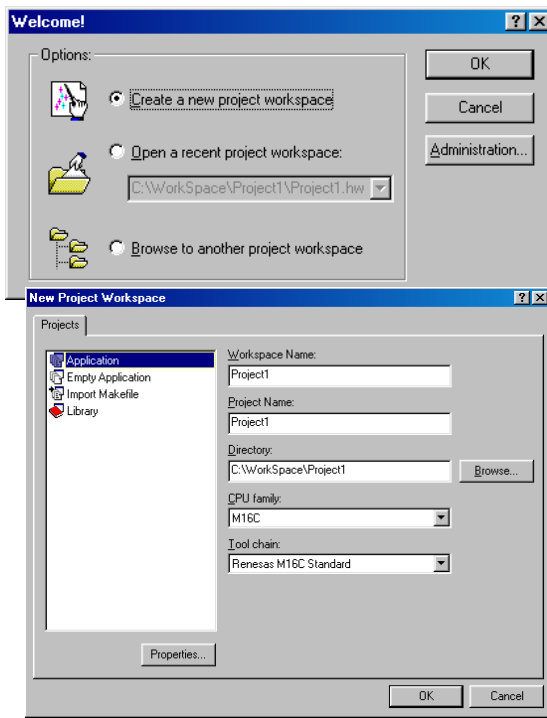 Welcome!
Options:
Create a new project workspace
Open a recent project workspace:
C:\WorkSpace\Project1\Project1.hw
Browse to another project workspace
OK
Cancel
Administration...
New Project Workspace
Projects
Application
Empty Application
Import Makefile
Library
Properties...
Workspace Name:
Project1
Project Name:
Project1
Directory:
C:\WorkSpace\Project1
Browse...
CPU family:
M16C
Tool chain:
Renesas M16C Standard
OK
Cancel